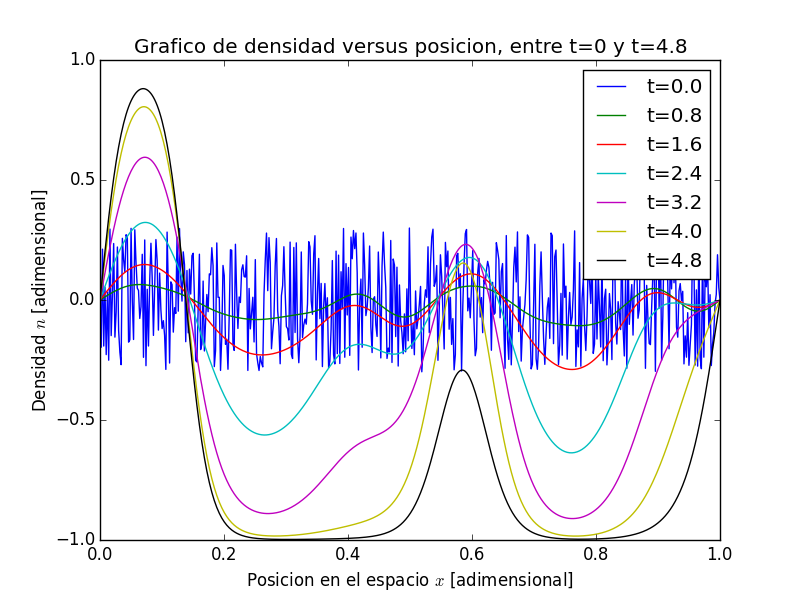 Grafico de densidad versus posicion, entre t=0 y t=4.8
1.0
0.5
0.0
−0.5
−1.0
Densidad n [adimensional]
t=0.0
t=0.8
t=1.6
t=2.4
t=3.2
t=4.0
t=4.8
0.0 0.2 0.4 0.6 0.8 1.0
Posicion en el espacio x [adimensional]